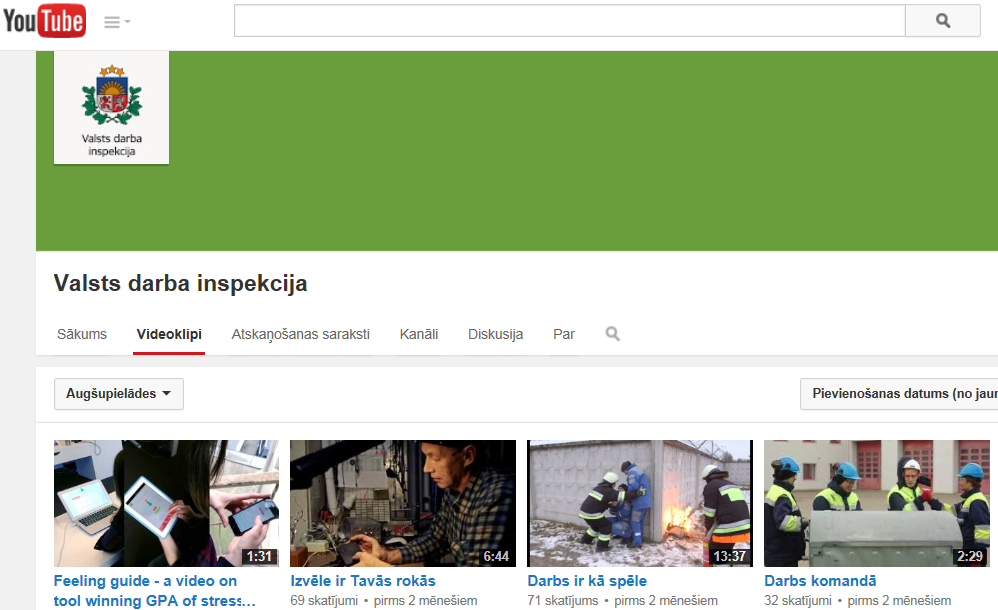 YouTube
Valsts darba
inspekcija
Valsts darba inspekcija
Sākums Videoklipi Atskaņošanas saraksti Kanāli Diskusija Par
Augšupielādes Pievienošanas datums (no jaun
1:31 6:44 13:37 2:29
Feeling guide - a video on
tool winning GPA of stress…
Izvēle ir Tavās rokās
69 skatījumi • pirms 2 mēnešiem
Darbs ir kā spēle
71 skatījums • pirms 2 mēnešiem
Darbs komandā
32 skatījumi • pirms 2 mēnešiem